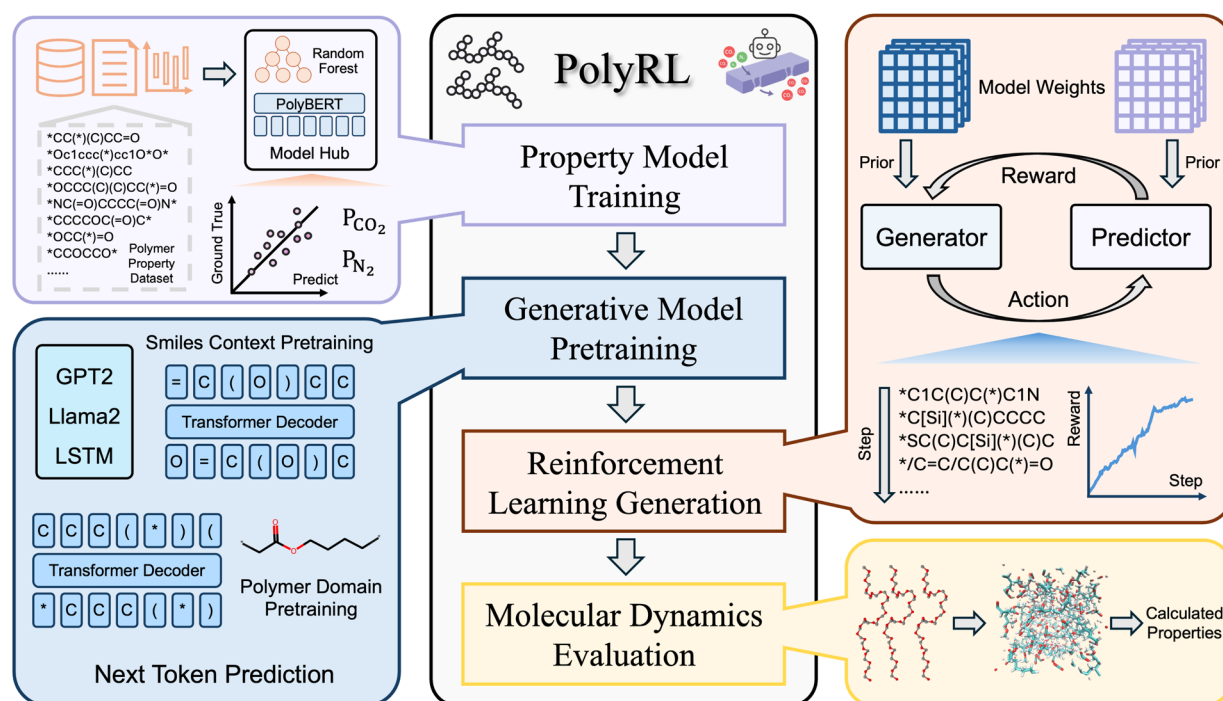 Random
Forest
PolyBERT
Model Hub
*CC(*)(C)CC=O
*Oc1ccc(*)cc1O*O*
*CCC(*)(C)CC
*OCCC(C)(C)CC(*)=O
*NC(=O)CCCC(=O)N*
*CCCCOC(=O)C*
*OCC(*)=O
*CCOCCO*
......
Polymer
Property
Dataset
Ground True
Predict
P_CO₂
P_N₂
PolyRL
CO₂
Property Model
Training
Generative Model
Pretraining
Reinforcement
Learning Generation
Molecular Dynamics
Evaluation
GPT2
Llama2
LSTM
Smiles Context Pretraining
= C ( O ) C C
Transformer Decoder
O = C ( O ) C
C C C ( * ) (
Transformer Decoder
* C C C ( * )
O
O
Polymer Domain
Pretraining
Next Token Prediction
Model Weights
Prior
Prior
Reward
Generator
Predictor
Action
Step
*C1C(C)C(*)C1N
*C[Si](*)(C)CCCC
*SC(C)C[Si](*)(C)C
*/C=C/C(C)C(*)=O
......
Reward
Step
Calculated
Properties